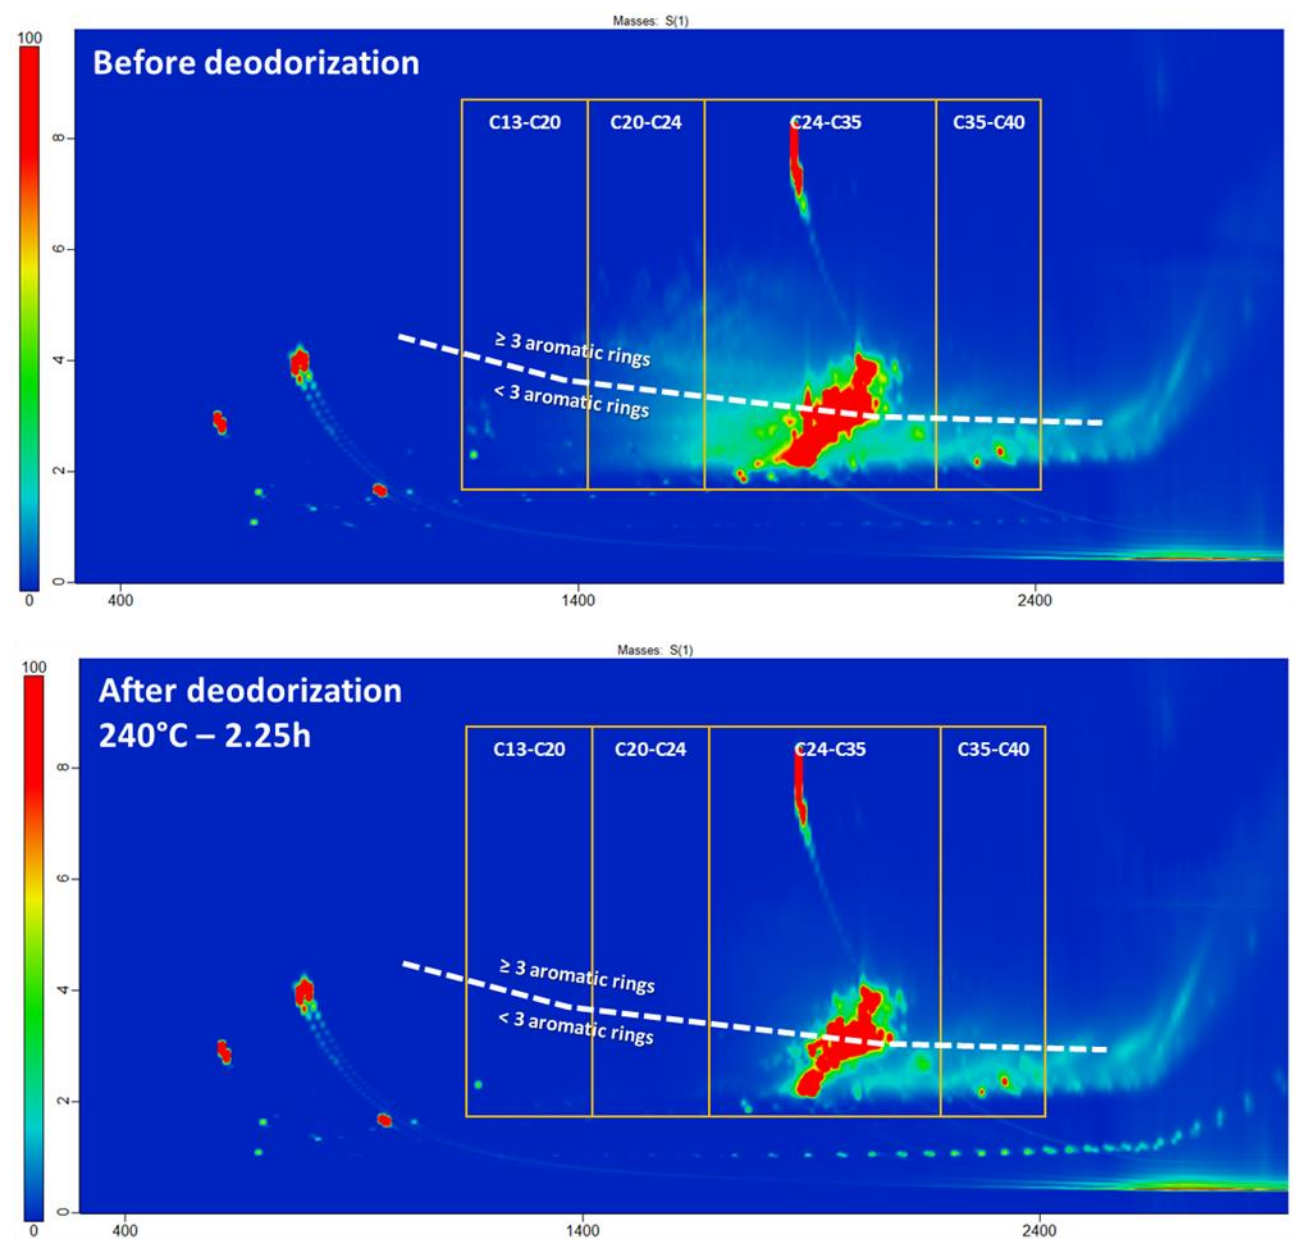 Masses: S(1)
100
Before deodorization
C13-C20
C20-C24
C24-C35
C35-C40
8
6
≥ 3 aromatic rings
4
< 3 aromatic rings
2
0
0
400
1400
2400
Masses: S(1)
100
After deodorization
240°C – 2.25h
C13-C20
C20-C24
C24-C35
C35-C40
8
6
≥ 3 aromatic rings
4
< 3 aromatic rings
2
0
0
400
1400
2400